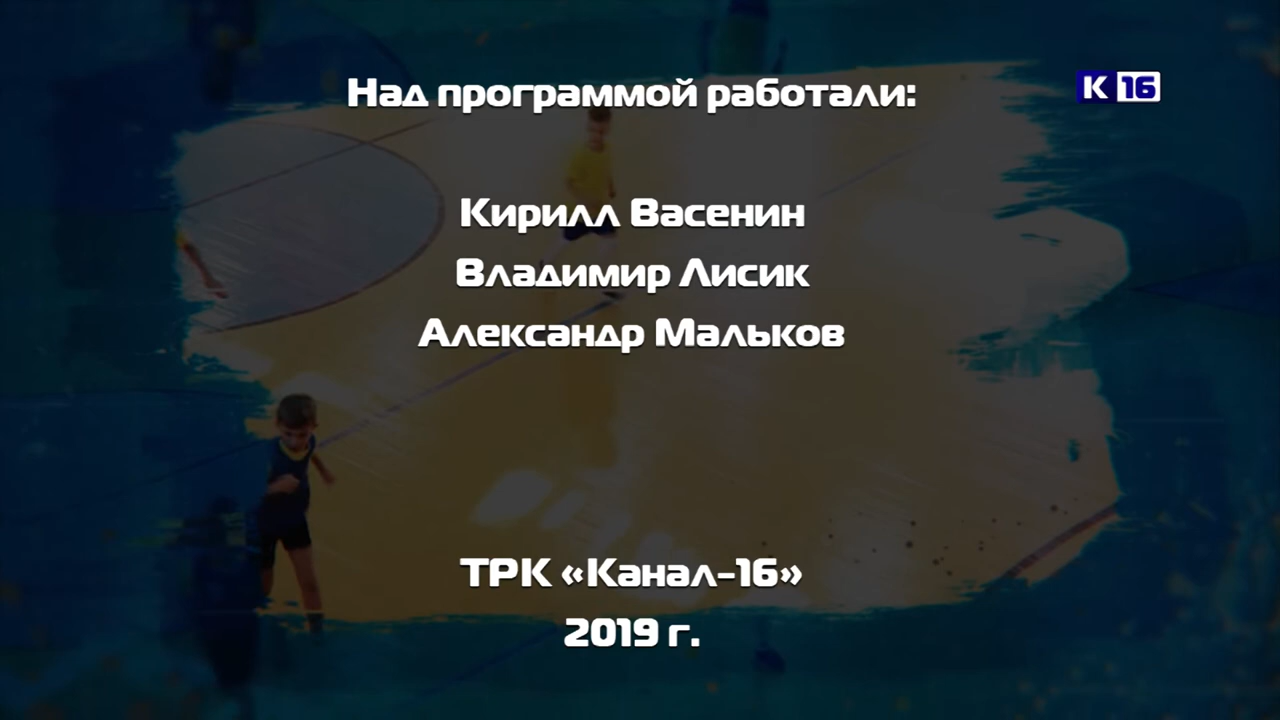 Над программой работали:
К 16
Кирилл Васенин
Владимир Лисик
Александр Мальков
ТРК «Канал-16»
2019 г.